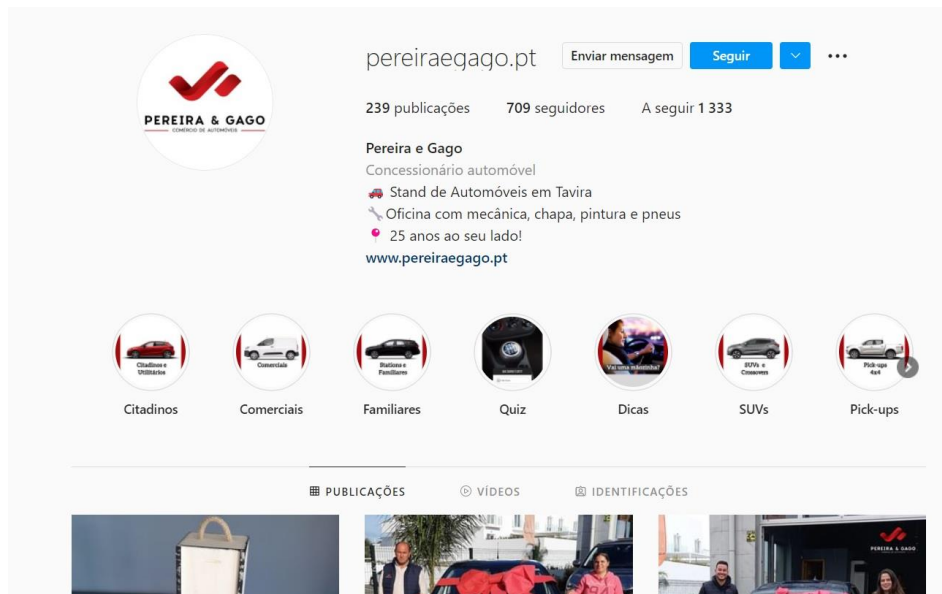 pereiraegago.pt Enviar mensagem Seguir
PEREIRA & GAGO
COMÉRCIO DE AUTOMÓVEIS
239 publicações 709 seguidores A seguir 1 333
Pereira e Gago
Concessionário automóvel
Stand de Automóveis em Tavira
Oficina com mecânica, chapa, pintura e pneus
25 anos ao seu lado!
www.pereiraegago.pt
Citadinos e
Utilitários
Comerciais
Stations e
Familiares
Vai uma mãozinha?
SUVs e
Crossovers
Pick-ups
4x4
Citadinos Comerciais Familiares Quiz Dicas SUVs Pick-ups
PUBLICAÇÕES VÍDEOS IDENTIFICAÇÕES
PEREIRA & GAGO